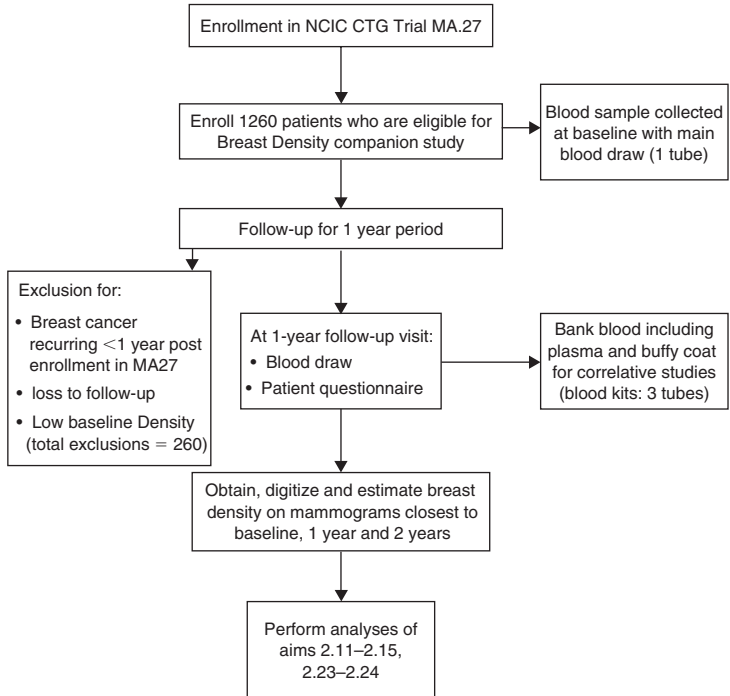 Enrollment in NCIC CTG Trial MA.27
Enroll 1260 patients who are eligible for
Breast Density companion study
Blood sample collected
at baseline with main
blood draw (1 tube)
Follow-up for 1 year period
Exclusion for:
• Breast cancer
recurring <1 year post
enrollment in MA27
• loss to follow-up
• Low baseline Density
(total exclusions = 260)
At 1-year follow-up visit:
• Blood draw
• Patient questionnaire
Bank blood including
plasma and buffy coat
for correlative studies
(blood kits: 3 tubes)
Obtain, digitize and estimate breast
density on mammograms closest to
baseline, 1 year and 2 years
Perform analyses of
aims 2.11–2.15,
2.23–2.24